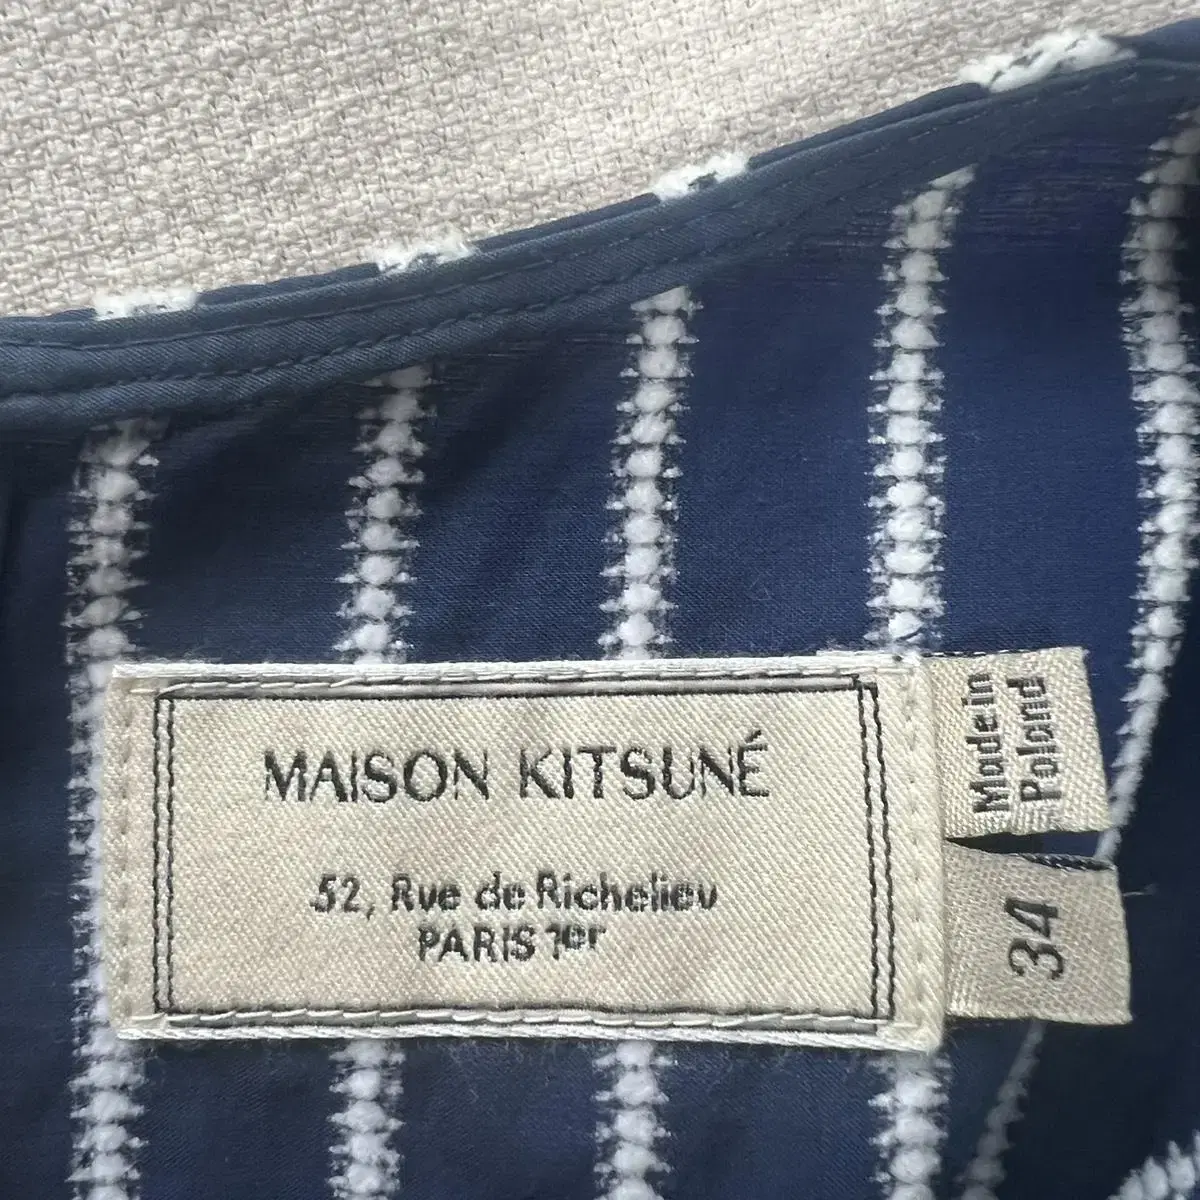 MAISON KITSUNÉ
52, Rue de Richelieu
PARIS 1er
Made in
Poland
34